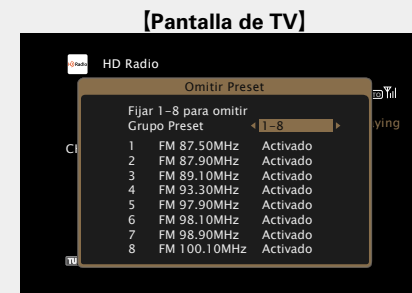 【Pantalla de TV】
HD Radio
HD Radio
Omitir Preset
Fijar 1-8 para omitir
Grupo Preset 1-8
ying
1 FM 87.50MHz Activado
2 FM 87.90MHz Activado
3 FM 89.10MHz Activado
4 FM 93.30MHz Activado
5 FM 97.90MHz Activado
6 FM 98.10MHz Activado
7 FM 98.90MHz Activado
8 FM 100.10MHz Activado
TU